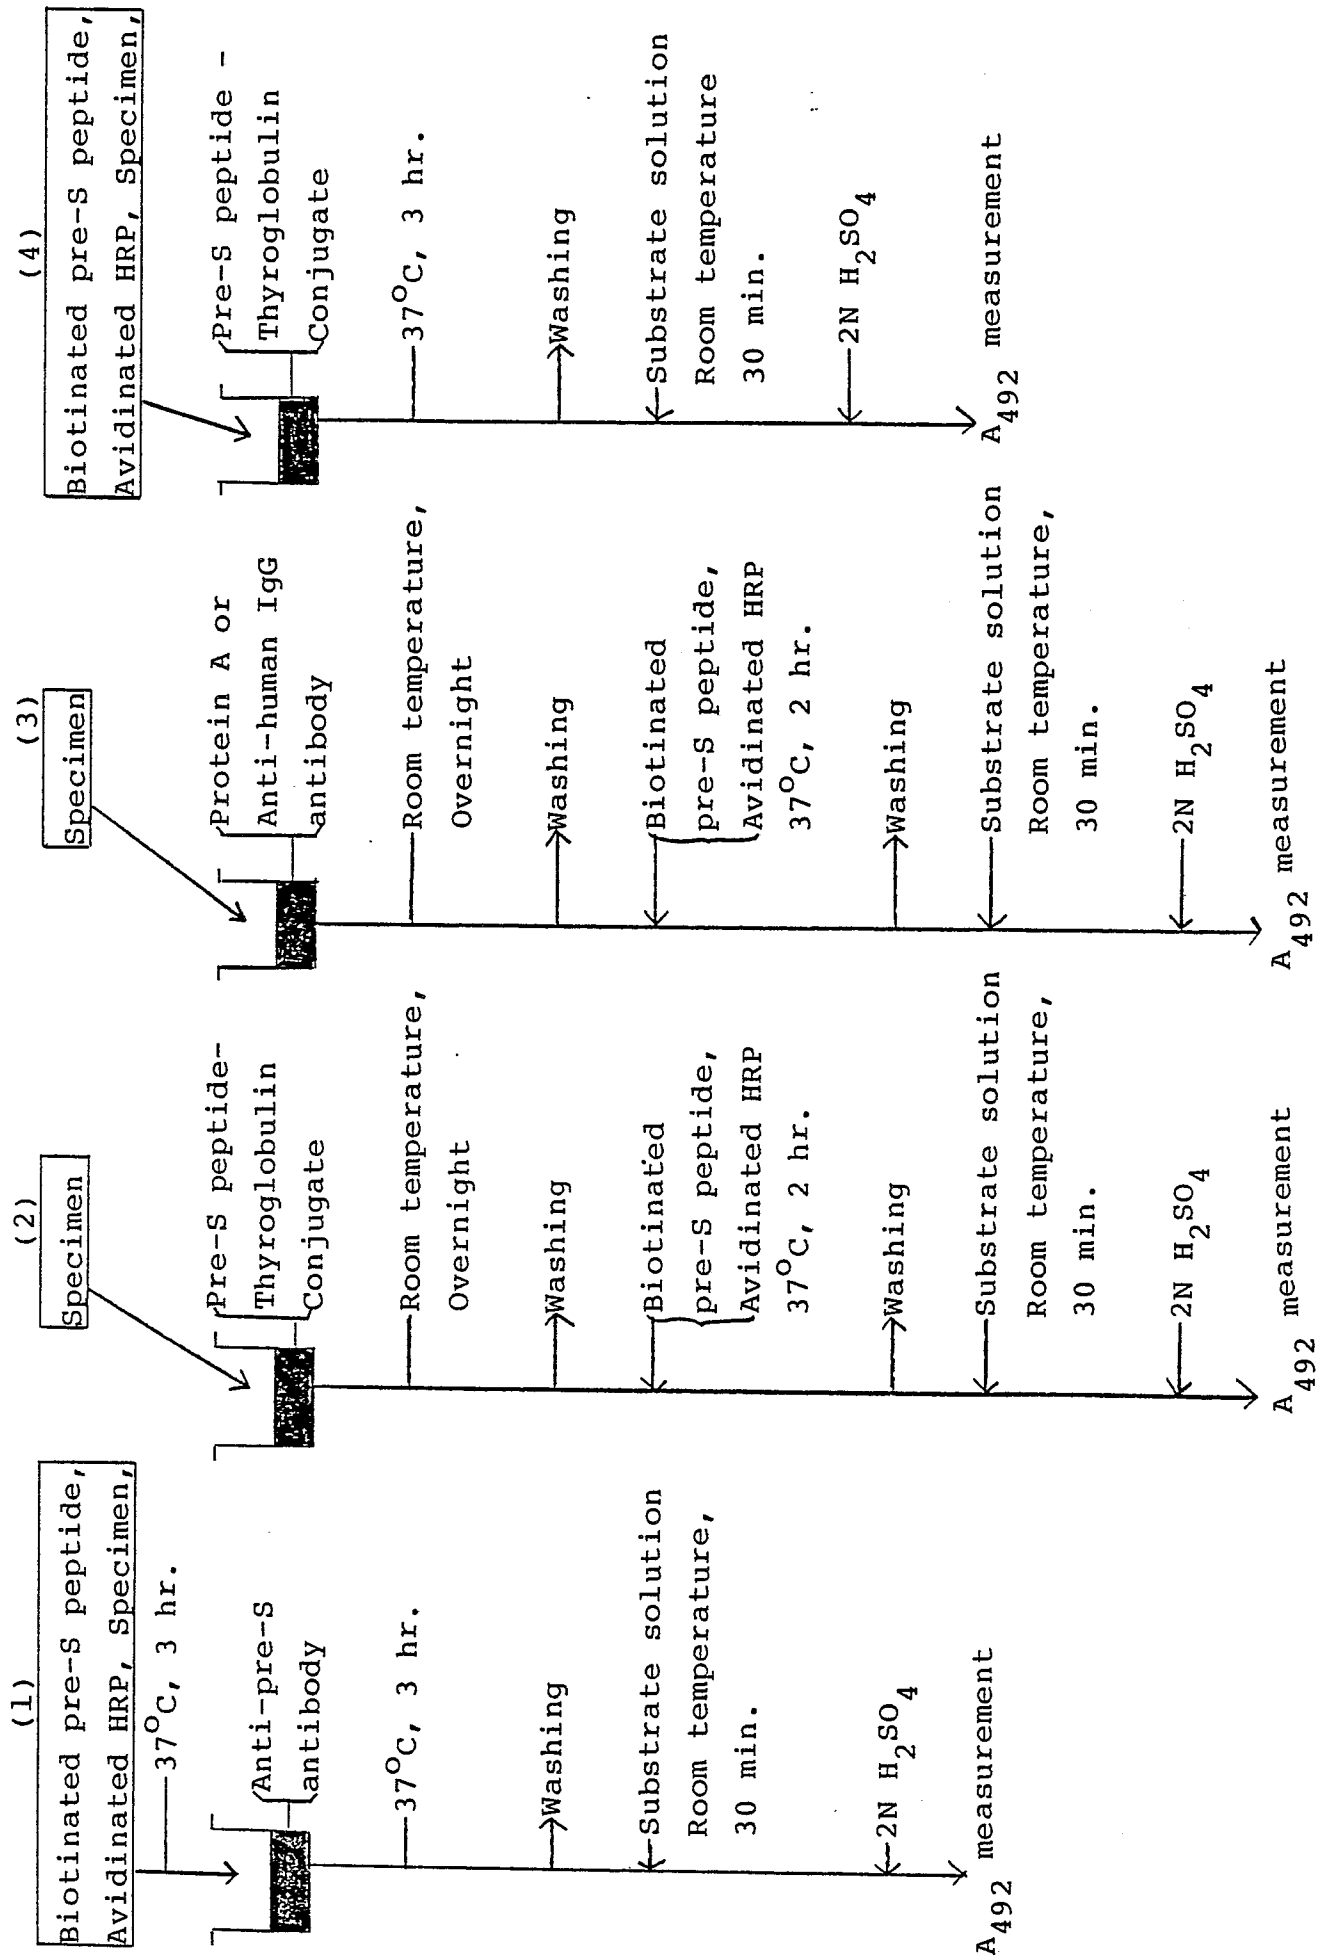 (1)
Biotinated pre-S peptide,
Avidinated HRP, Specimen,
37°C, 3 hr.
Anti-pre-S
antibody
37°C, 3 hr.
Washing
Substrate solution
Room temperature,
30 min.
2N H2SO4
A492 measurement
(2)
Specimen
Pre-S peptide-
Thyroglobulin
Conjugate
Room temperature,
Overnight
Washing
Biotinated
pre-S peptide,
Avidinated HRP
37°C, 2 hr.
Washing
Substrate solution
Room temperature,
30 min.
2N H2SO4
A492 measurement
(3)
Specimen
Protein A or
Anti-human IgG
antibody
Room temperature,
Overnight
Washing
Biotinated
pre-S peptide,
Avidinated HRP
37°C, 2 hr.
Washing
Substrate solution
Room temperature,
30 min.
2N H2SO4
A492 measurement
(4)
Biotinated pre-S peptide,
Avidinated HRP, Specimen,
Pre-S peptide -
Thyroglobulin
Conjugate
37°C, 3 hr.
Washing
Substrate solution
Room temperature
30 min.
2N H2SO4
A492 measurement